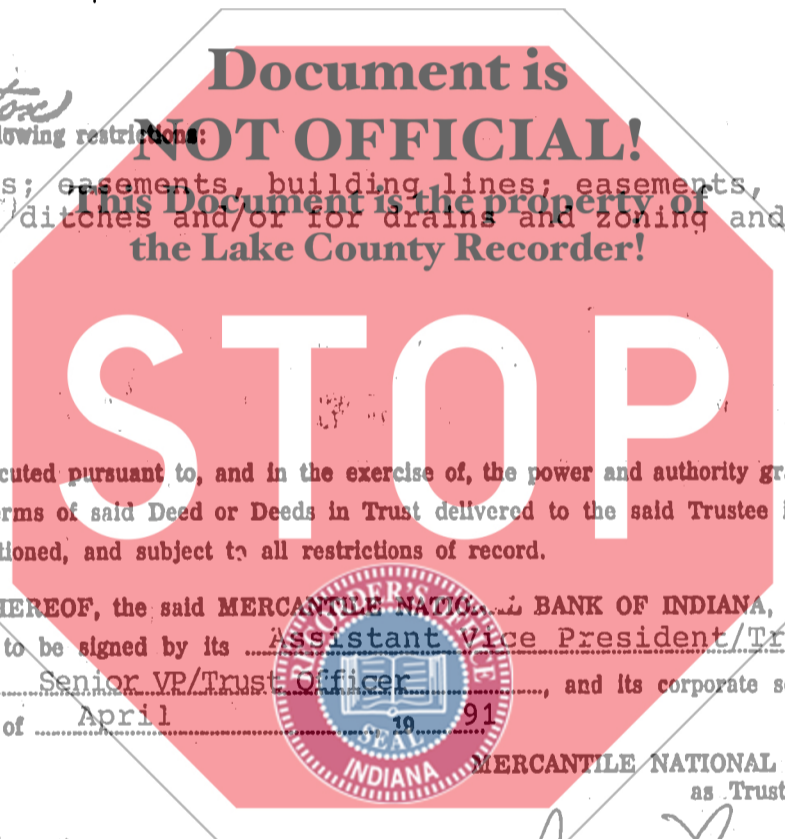 Document is
NOT OFFICIAL!
lowing restrictions:
s; easements, building lines; easements,
This Document is the property of
ditches and/or for drains and zoning and
the Lake County Recorder!
STOP
cuted pursuant to, and in the exercise of, the power and authority gr
rms of said Deed or Deeds in Trust delivered to the said Trustee
tioned, and subject to all restrictions of record.
HEREOF, the said MERCANTILE NATIONAL BANK OF INDIANA,
to be signed by its Assistant Vice President/Tr
Senior VP/Trust Officer, and its corporate s
of April 19 91
RECORDER'S OFFICE
SEAL
INDIANA
MERCANTILE NATIONAL
as Trust